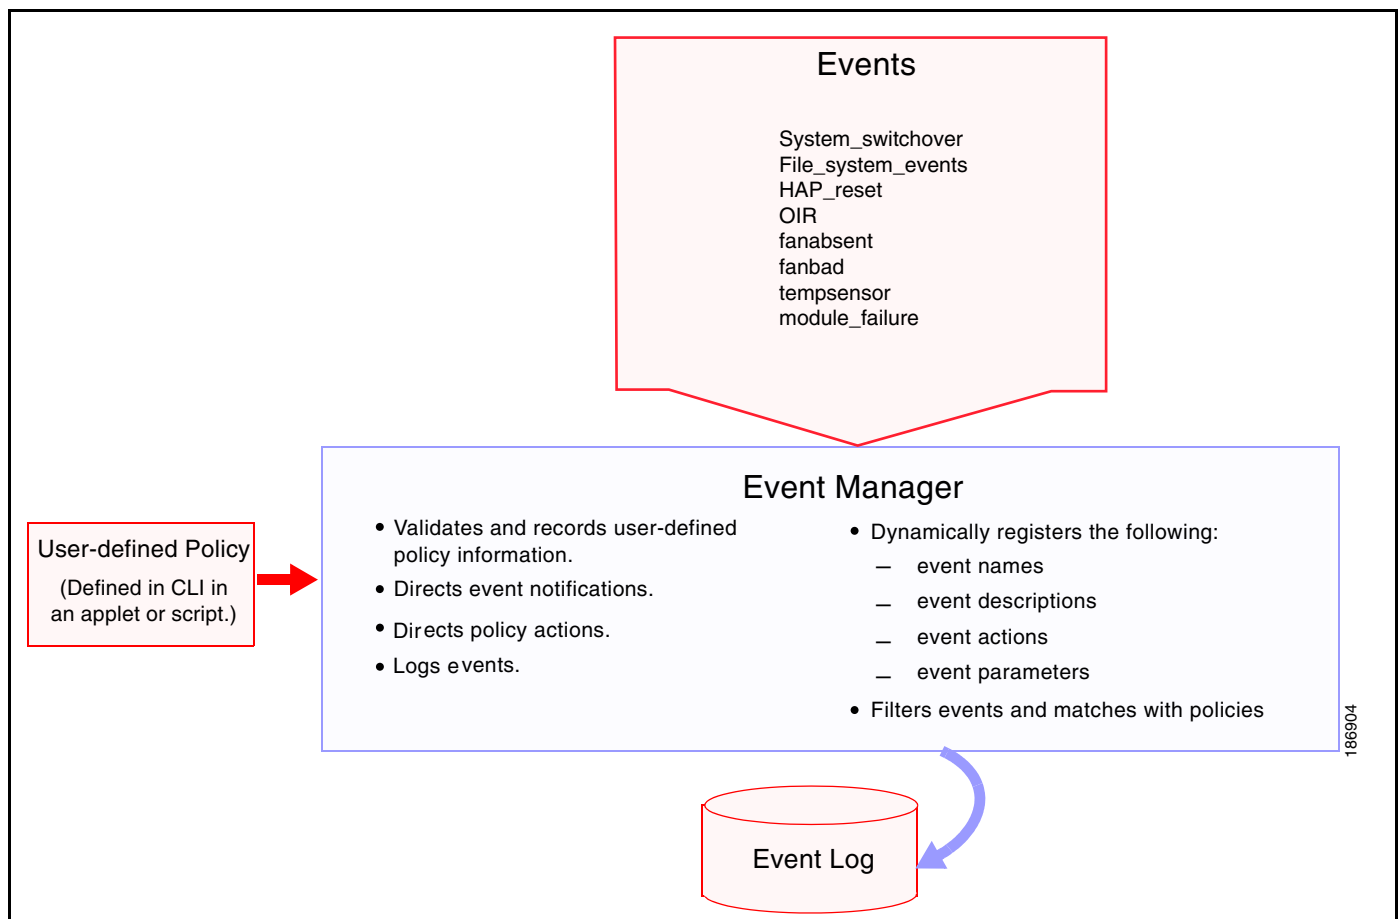 Events
System_switchover
File_system_events
HAP_reset
OIR
fanabsent
fanbad
tempsensor
module_failure
Event Manager
• Validates and records user-defined
policy information.
• Directs event notifications.
• Directs policy actions.
• Logs events.
• Dynamically registers the following:
– event names
– event descriptions
– event actions
– event parameters
• Filters events and matches with policies
User-defined Policy
(Defined in CLI in
an applet or script.)
186904
Event Log